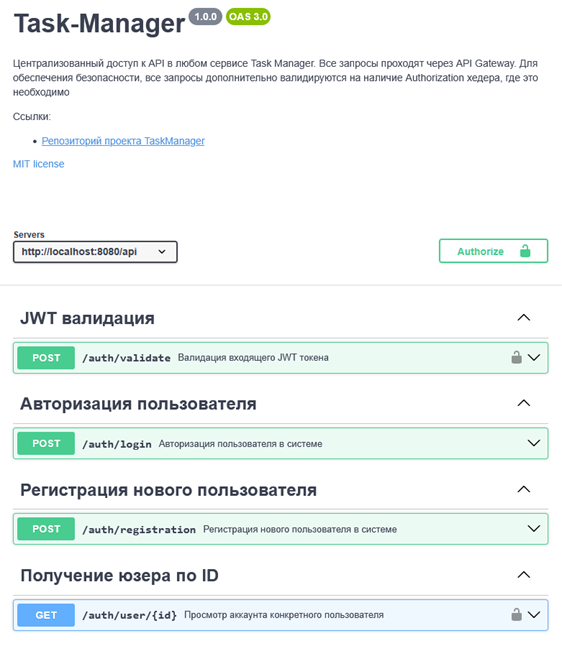 Task-Manager 1.0.0 OAS 3.0
Централизованный доступ к API в любом сервисе Task Manager. Все запросы проходят через API Gateway. Для
обеспечения безопасности, все запросы дополнительно валидируются на наличие Authorization хедера, где это
необходимо
Ссылки:
• Репозиторий проекта TaskManager
MIT license
Servers
http://localhost:8080/api
Authorize
JWT валидация
POST /auth/validate Валидация входящего JWT токена
Авторизация пользователя
POST /auth/login Авторизация пользователя в системе
Регистрация нового пользователя
POST /auth/registration Регистрация нового пользователя в системе
Получение юзера по ID
GET /auth/user/{id} Просмотр аккаунта конкретного пользователя